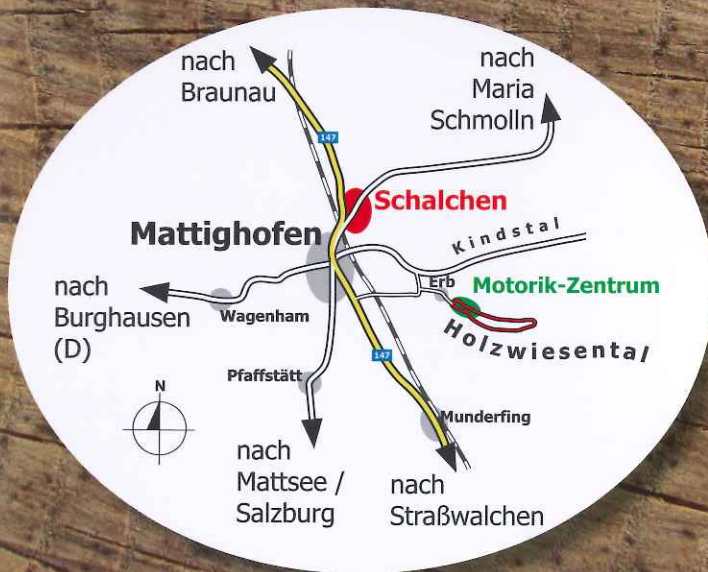 nach
Braunau
nach
Maria
Schmolln
147
Schalchen
Mattighofen
Kindstal
nach
Burghausen
(D)
Wagenham
Erb
Motorik-Zentrum
Holzwiesental
147
Pfaffstätt
N
Munderfing
nach
Mattsee /
Salzburg
nach
Straßwalchen